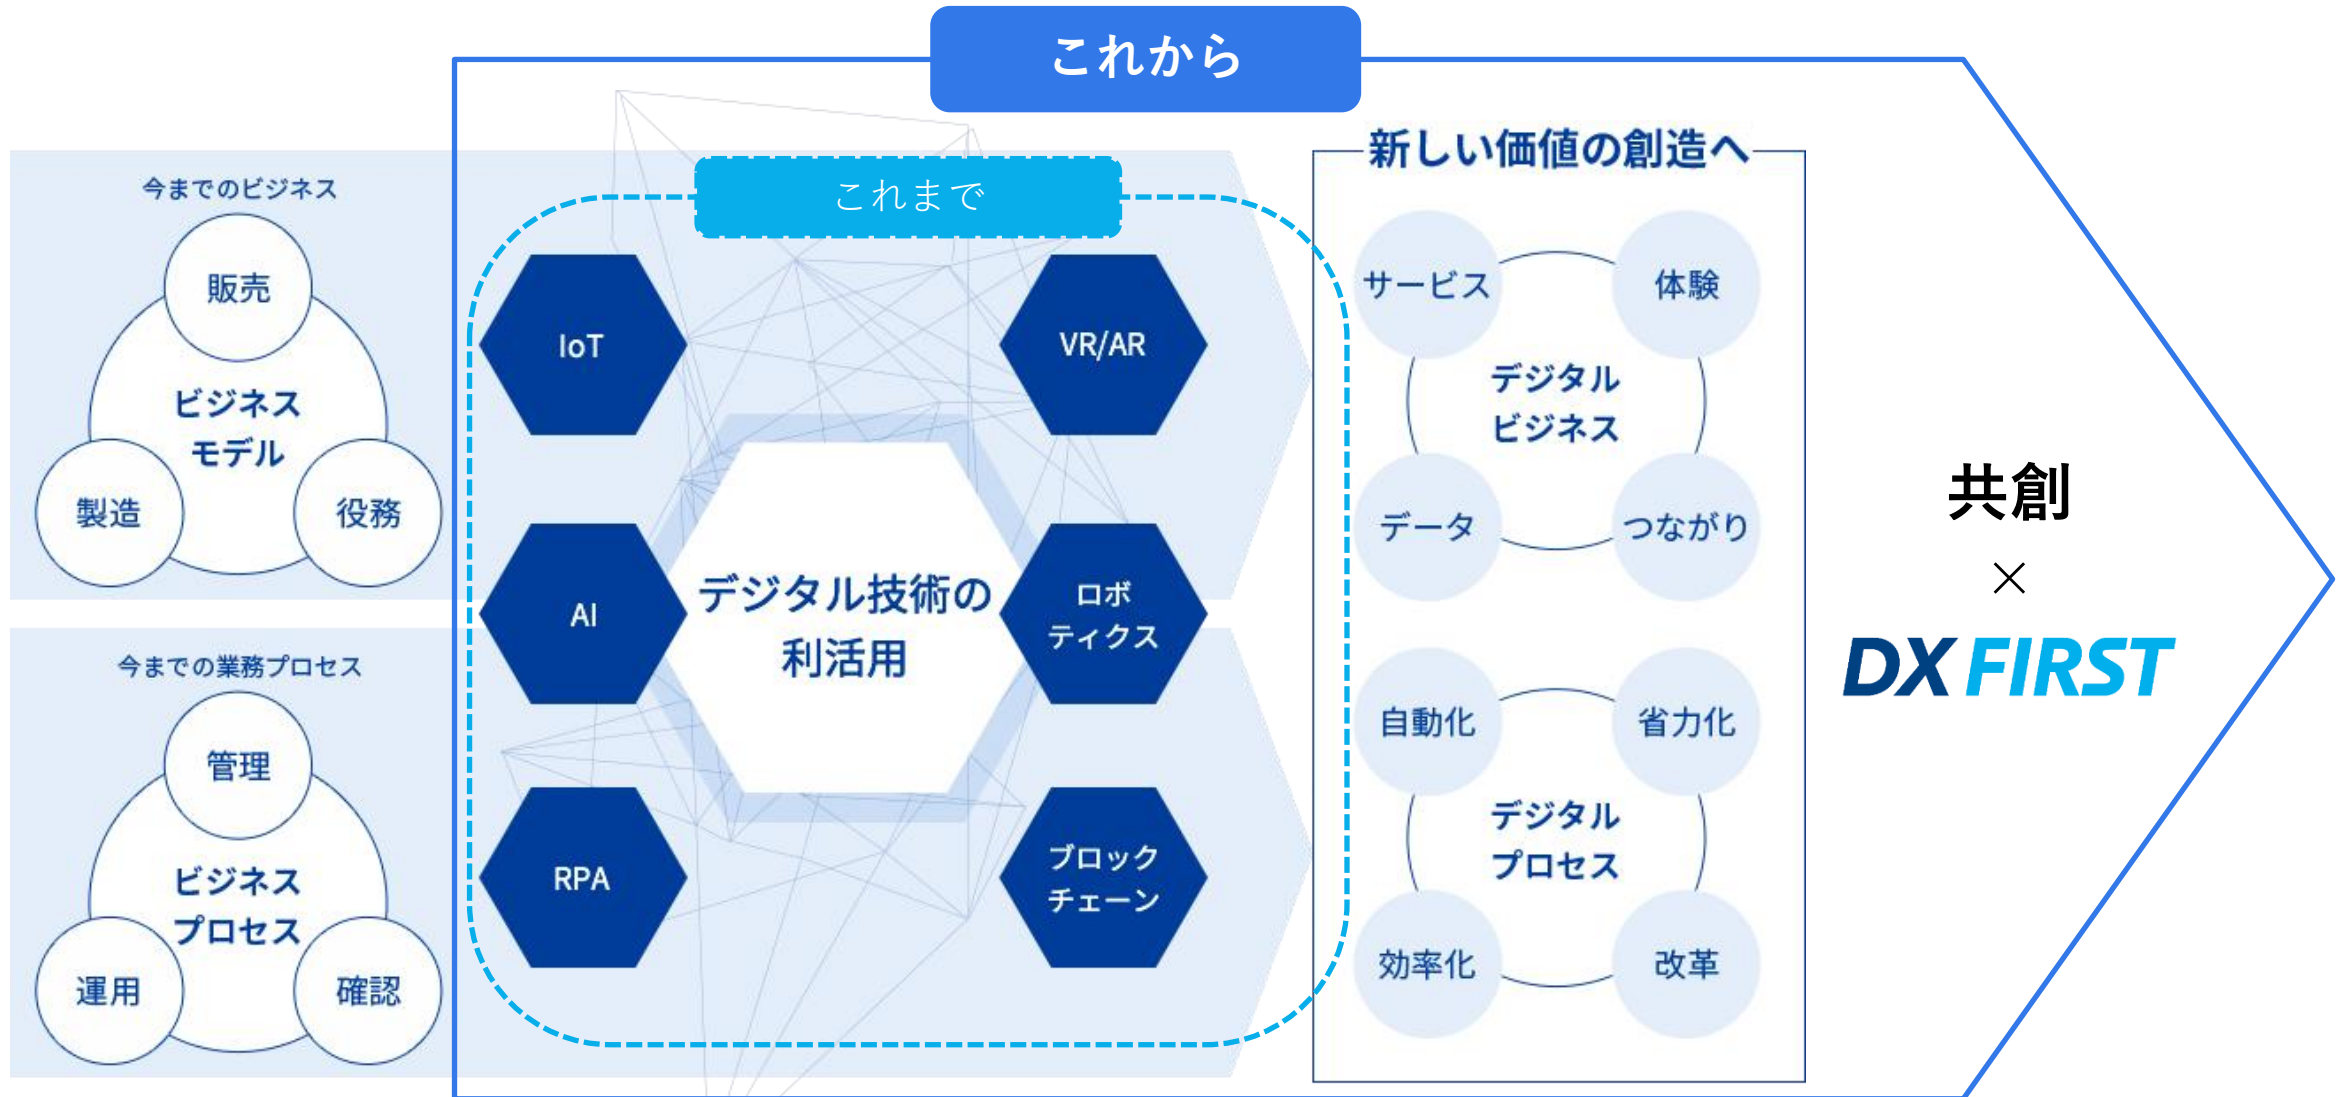 これから
これまで
今までのビジネス
販売
ビジネス
モデル
製造
役務
今までの業務プロセス
管理
ビジネス
プロセス
運用
確認
IoT
VR/AR
AI
デジタル技術の
利活用
ロボ
ティクス
RPA
ブロック
チェーン
新しい価値の創造へ
サービス
体験
デジタル
ビジネス
データ
つながり
自動化
省力化
デジタル
プロセス
効率化
改革
共創
×
DX FIRST